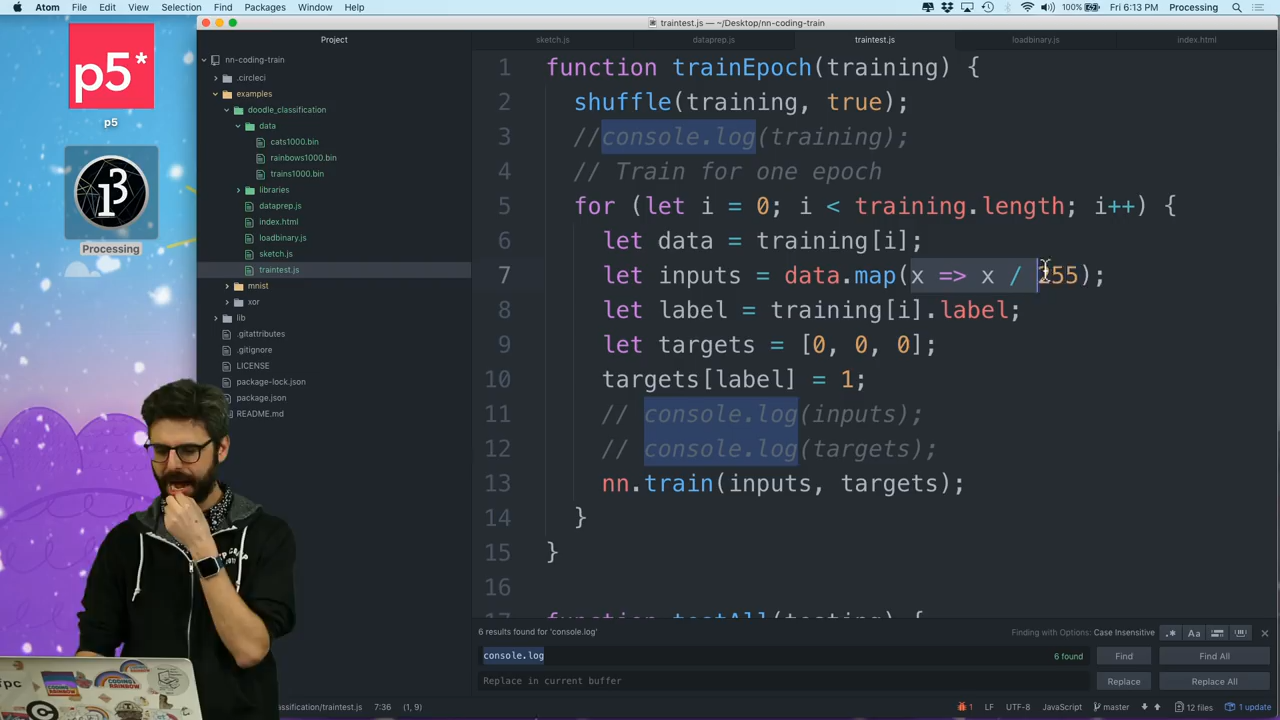 Atom File Edit View Selection Find Packages Window Help
100% Fri 6:13 PM Processing
traintest.js — ~/Desktop/nn-coding-train
p5*
p5
Processing
Project
nn-coding-train
.circleci
examples
doodle_classification
data
cats1000.bin
rainbows1000.bin
trains1000.bin
libraries
dataprep.js
index.html
loadbinary.js
sketch.js
traintest.js
mnist
xor
lib
.gitattributes
.gitignore
LICENSE
package-lock.json
package.json
README.md
sketch.js dataprep.js traintest.js loadbinary.js index.html
1 function trainEpoch(training) {
2 shuffle(training, true);
3 //console.log(training);
4 // Train for one epoch
5 for (let i = 0; i < training.length; i++) {
6 let data = training[i];
7 let inputs = data.map(x => x / 255);
8 let label = training[i].label;
9 let targets = [0, 0, 0];
10 targets[label] = 1;
11 // console.log(inputs);
12 // console.log(targets);
13 nn.train(inputs, targets);
14 }
15 }
16
17 function testAll(testing) {
6 results found for 'console.log'
Finding with Options: Case Insensitive .* Aa
console.log 6 found Find Find All
Replace in current buffer Replace Replace All
classification/traintest.js 7:36 (1, 9)
1 LF UTF-8 JavaScript master 12 files 1 update